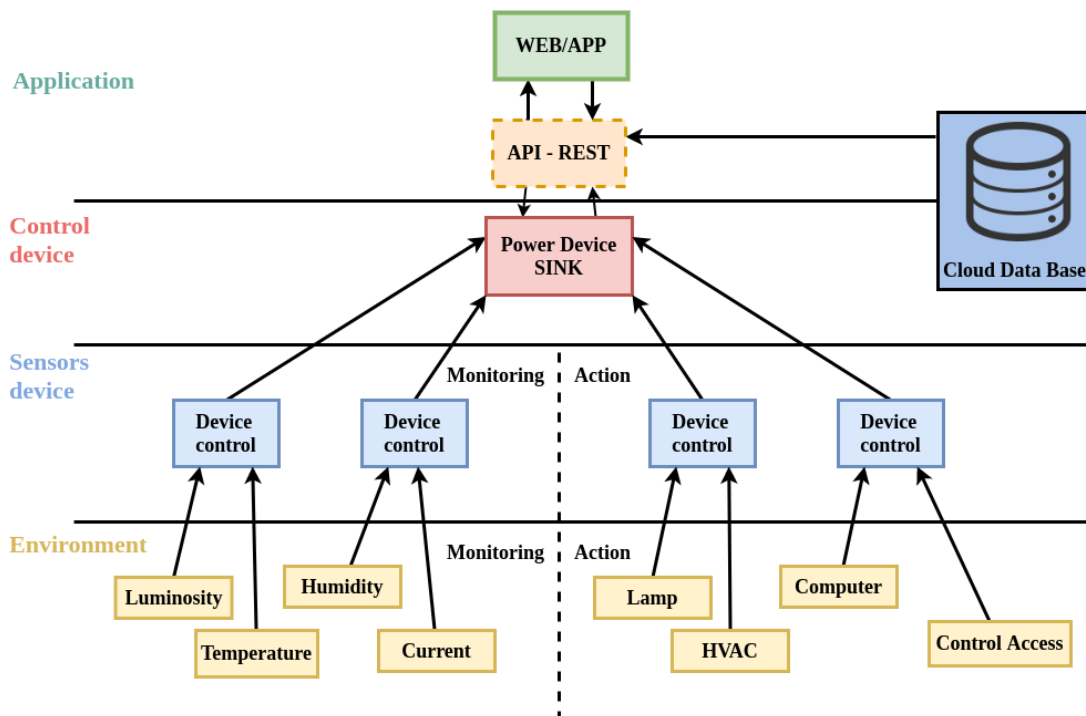 WEB/APP
Application
API - REST
Control
device
Power Device
SINK
Cloud Data Base
Sensors
device
Monitoring
Action
Device
control
Device
control
Device
control
Device
control
Environment
Monitoring
Action
Luminosity
Humidity
Lamp
Computer
Temperature
Current
HVAC
Control Access